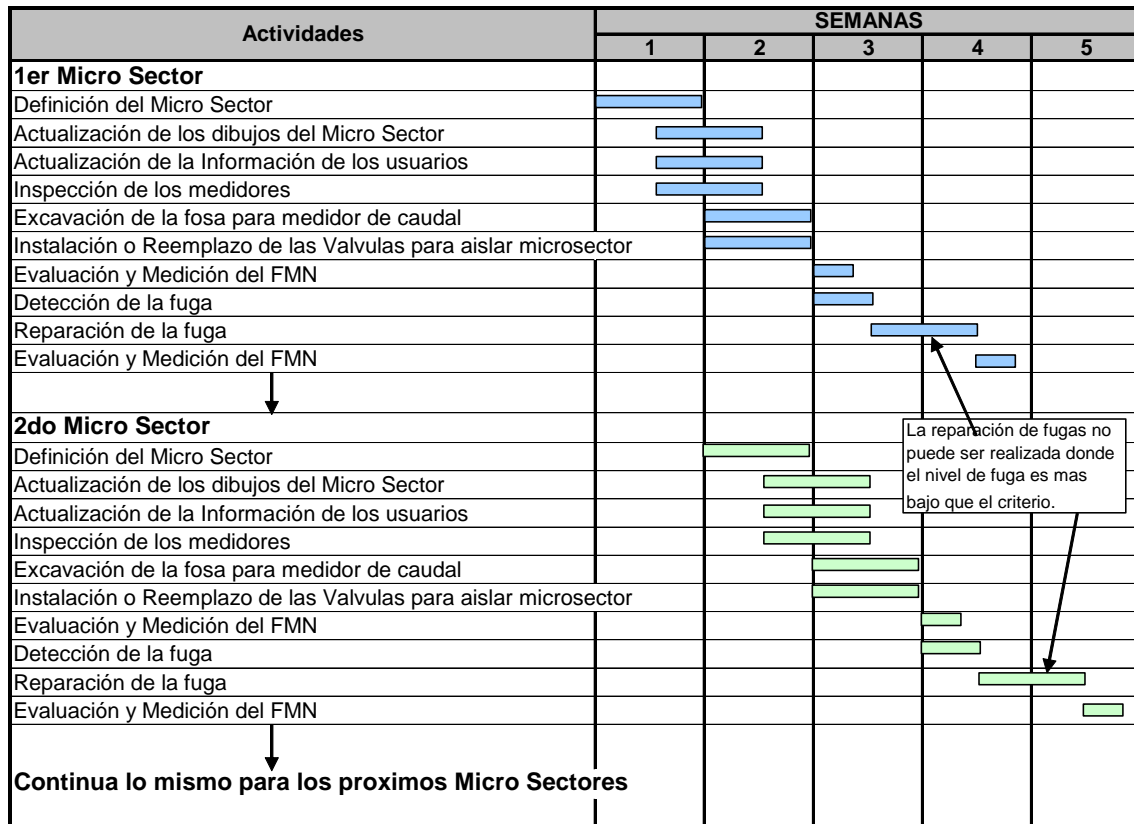 Actividades
SEMANAS
1 2 3 4 5
1er Micro Sector
Definición del Micro Sector
Actualización de los dibujos del Micro Sector
Actualización de la Información de los usuarios
Inspección de los medidores
Excavación de la fosa para medidor de caudal
Instalación o Reemplazo de las Valvulas para aislar microsector
Evaluación y Medición del FMN
Detección de la fuga
Reparación de la fuga
Evaluación y Medición del FMN
2do Micro Sector
Definición del Micro Sector
Actualización de los dibujos del Micro Sector
Actualización de la Información de los usuarios
Inspección de los medidores
Excavación de la fosa para medidor de caudal
Instalación o Reemplazo de las Valvulas para aislar microsector
Evaluación y Medición del FMN
Detección de la fuga
Reparación de la fuga
Evaluación y Medición del FMN
La reparación de fugas no
puede ser realizada donde
el nivel de fuga es mas
bajo que el criterio.
Continua lo mismo para los proximos Micro Sectores